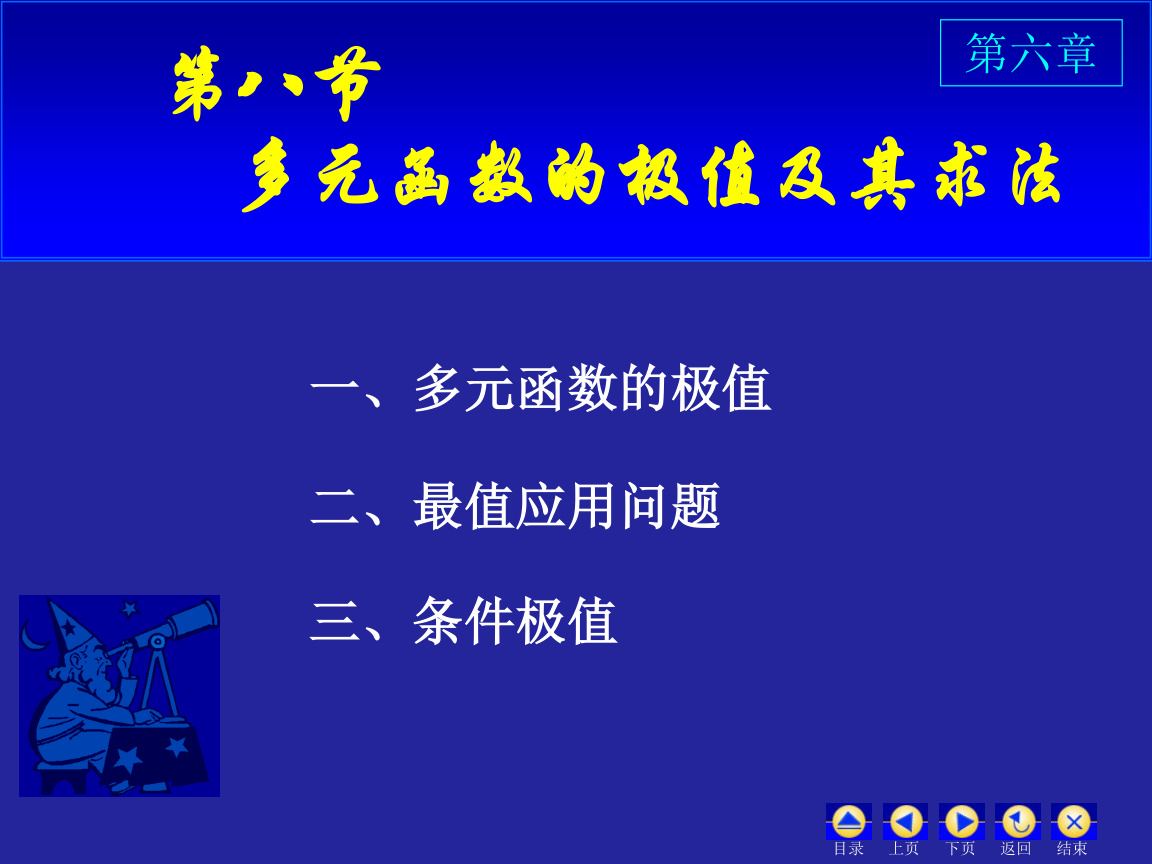 第六章
第八节
多元函数的极值及其求法
一、多元函数的极值
二、最值应用问题
三、条件极值
目录 上页 下页 返回 结束